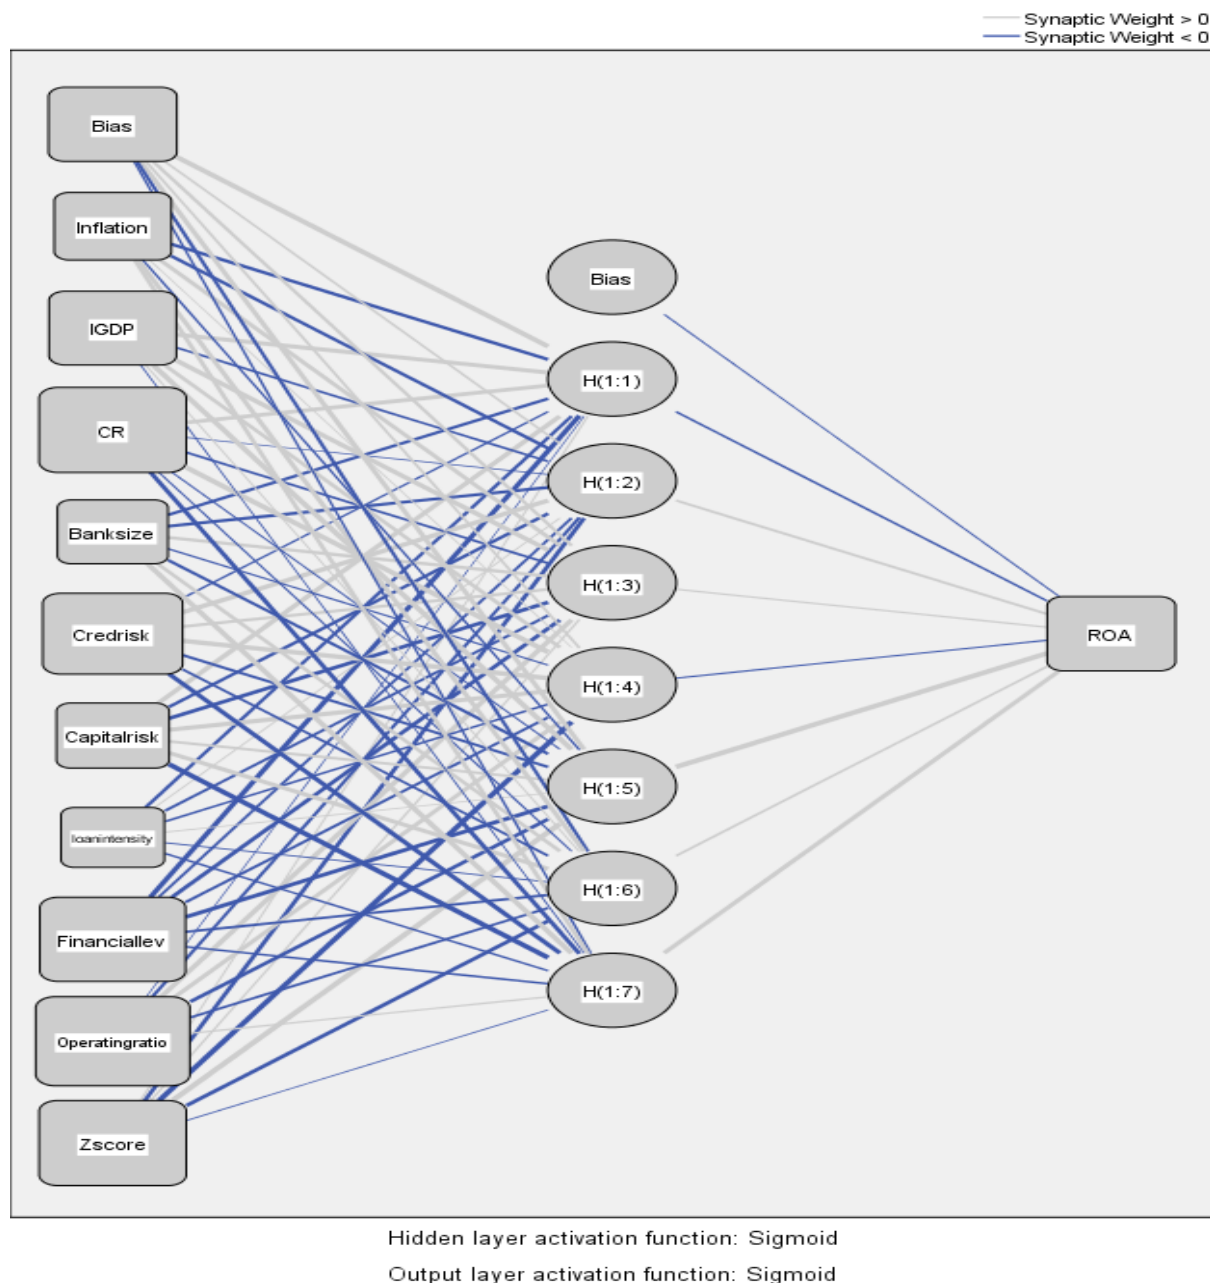 Synaptic Weight > 0
Synaptic Weight < 0
Bias
Inflation
IGDP
CR
Banksize
Credrisk
Capitalrisk
loanintensity
Financiallev
Operatingratio
Zscore
Bias
H(1:1)
H(1:2)
H(1:3)
H(1:4)
H(1:5)
H(1:6)
H(1:7)
ROA
Hidden layer activation function: Sigmoid
Output layer activation function: Sigmoid